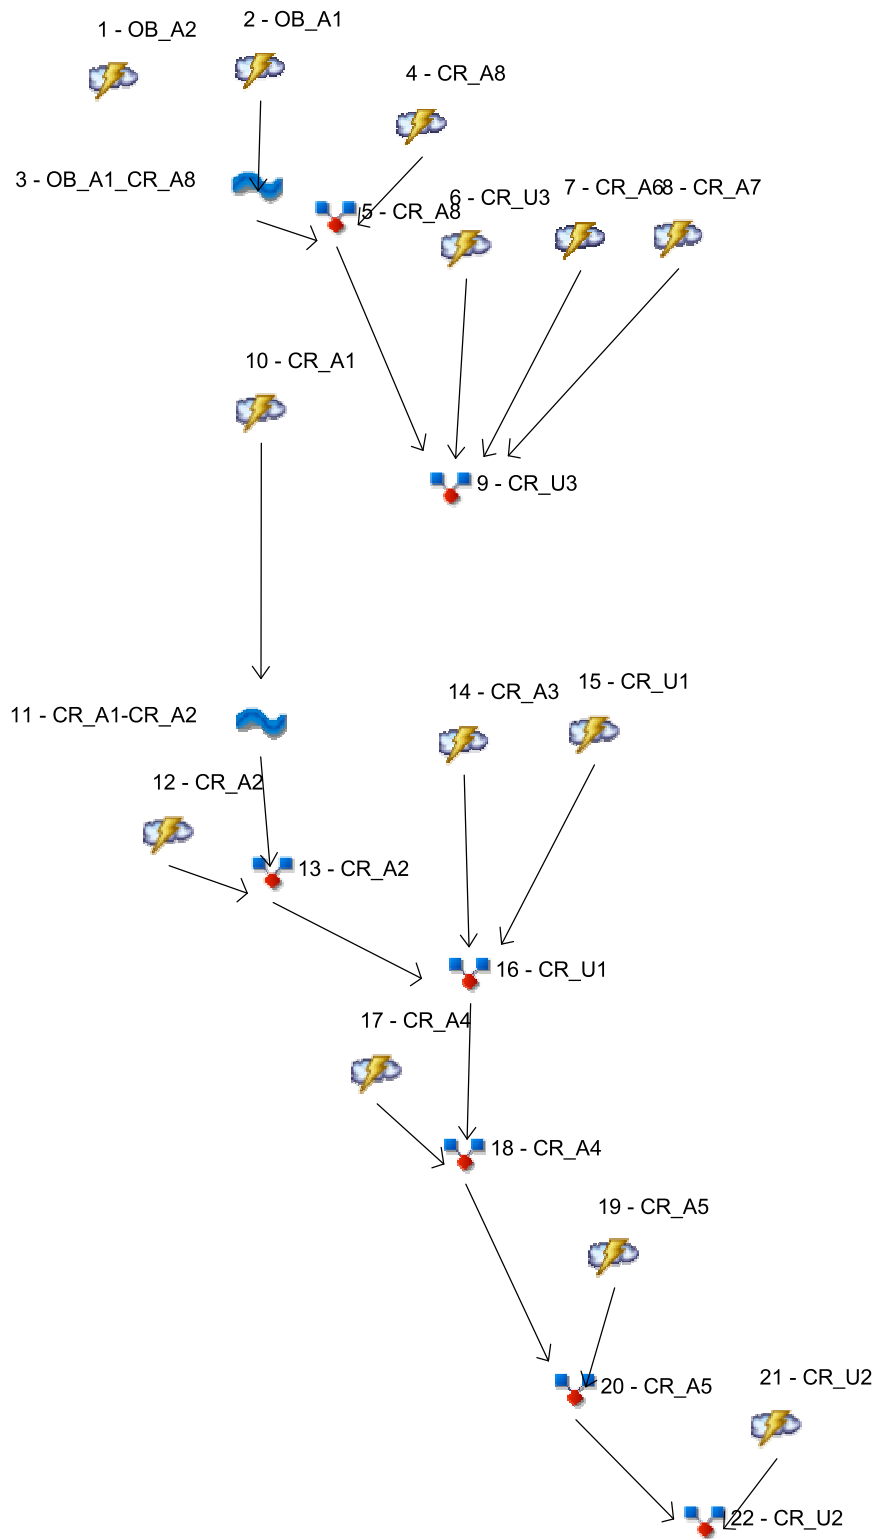 1 - OB_A2
2 - OB_A1
4 - CR_A8
3 - OB_A1_CR_A8
5 - CR_A8
6 - CR_U3
7 - CR_A6
8 - CR_A7
10 - CR_A1
9 - CR_U3
11 - CR_A1-CR_A2
14 - CR_A3
15 - CR_U1
12 - CR_A2
13 - CR_A2
16 - CR_U1
17 - CR_A4
18 - CR_A4
19 - CR_A5
20 - CR_A5
21 - CR_U2
22 - CR_U2